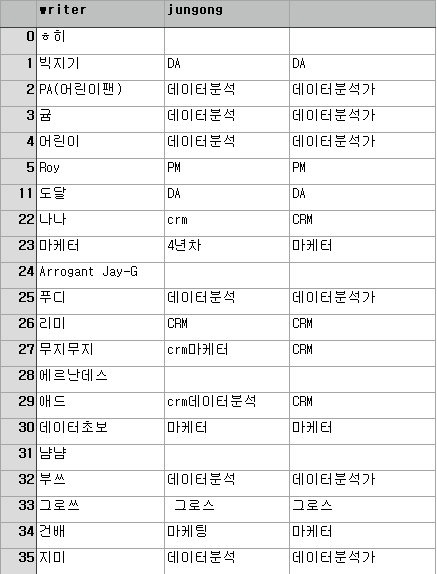 writer jungong
0 ㅎ히
1 빅지기 DA DA
2 PA(어린이팬) 데이터분석 데이터분석가
3 곰 데이터분석 데이터분석가
4 어린이 데이터분석 데이터분석가
5 Roy PM PM
11 도달 DA DA
22 나나 crm CRM
23 마케터 4년차 마케터
24 Arrogant Jay-G
25 푸디 데이터분석 데이터분석가
26 리미 CRM CRM
27 무지무지 crm마케터 CRM
28 에르난데스
29 애드 crm데이터분석 CRM
30 데이터초보 마케터 마케터
31 냠냠
32 부쓰 데이터분석 데이터분석가
33 그로쓰 그로스 그로스
34 건배 마케팅 마케터
35 지미 데이터분석 데이터분석가